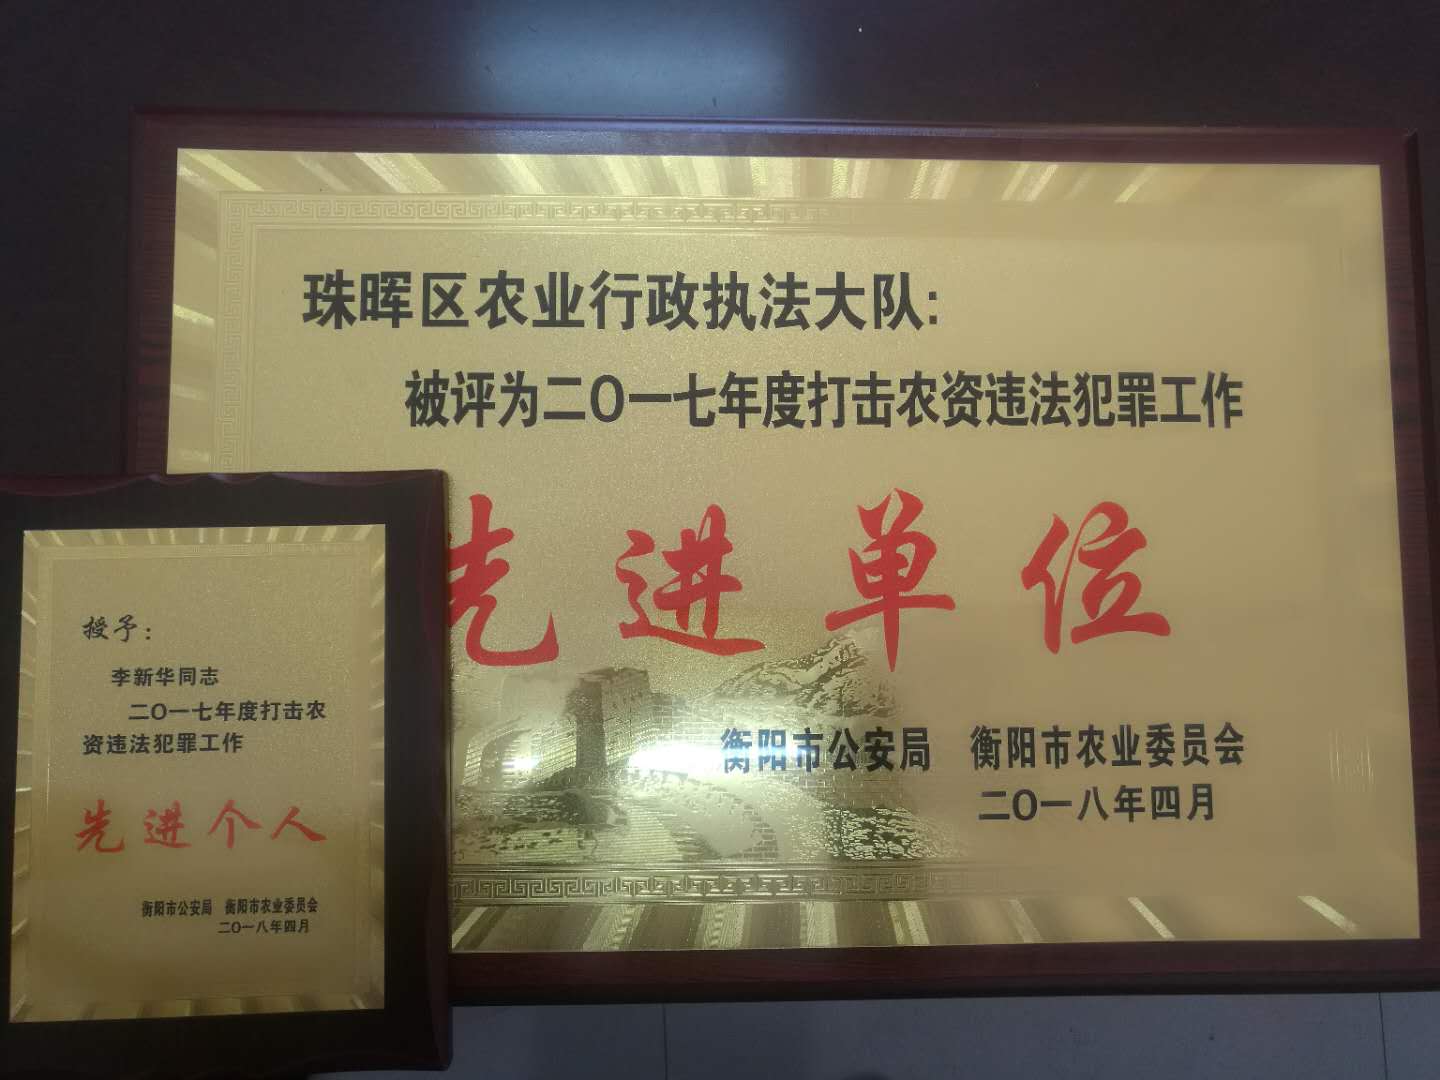 珠晖区农业行政执法大队:
被评为二〇一七年度打击农资违法犯罪工作
先进单位
衡阳市公安局 衡阳市农业委员会
二〇一八年四月
授予:
李新华同志
二〇一七年度打击农
资违法犯罪工作
先进个人
衡阳市公安局 衡阳市农业委员会
二〇一八年四月